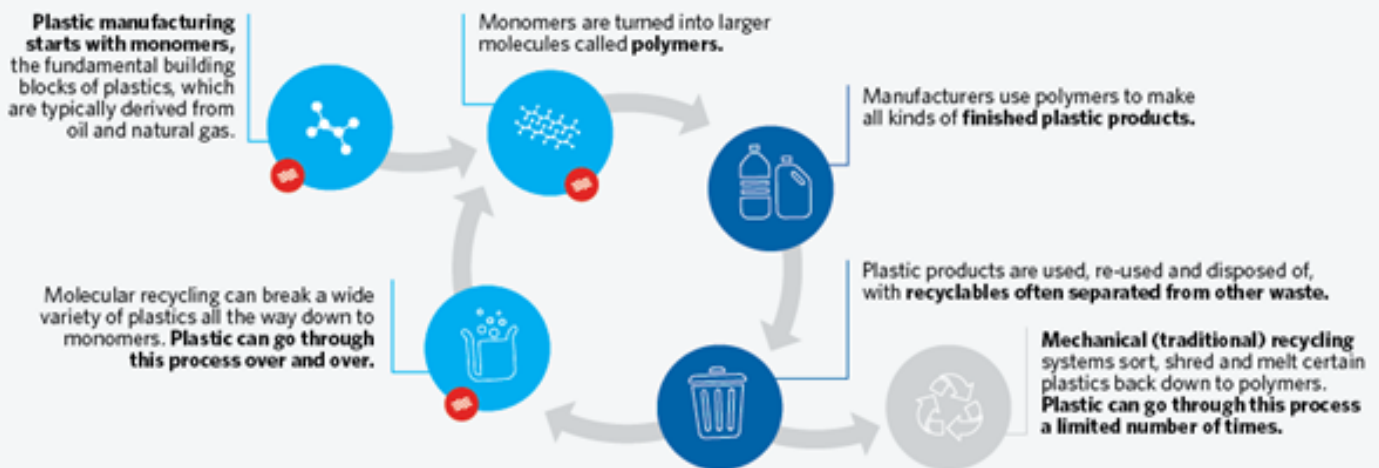 Plastic manufacturing
starts with monomers,
the fundamental building
blocks of plastics, which
are typically derived from
oil and natural gas.
Monomers are turned into larger
molecules called polymers.
Manufacturers use polymers to make
all kinds of finished plastic products.
Plastic products are used, re-used and disposed of,
with recyclables often separated from other waste.
Mechanical (traditional) recycling
systems sort, shred and melt certain
plastics back down to polymers.
Plastic can go through this process
a limited number of times.
Molecular recycling can break a wide
variety of plastics all the way down to
monomers. Plastic can go through
this process over and over.